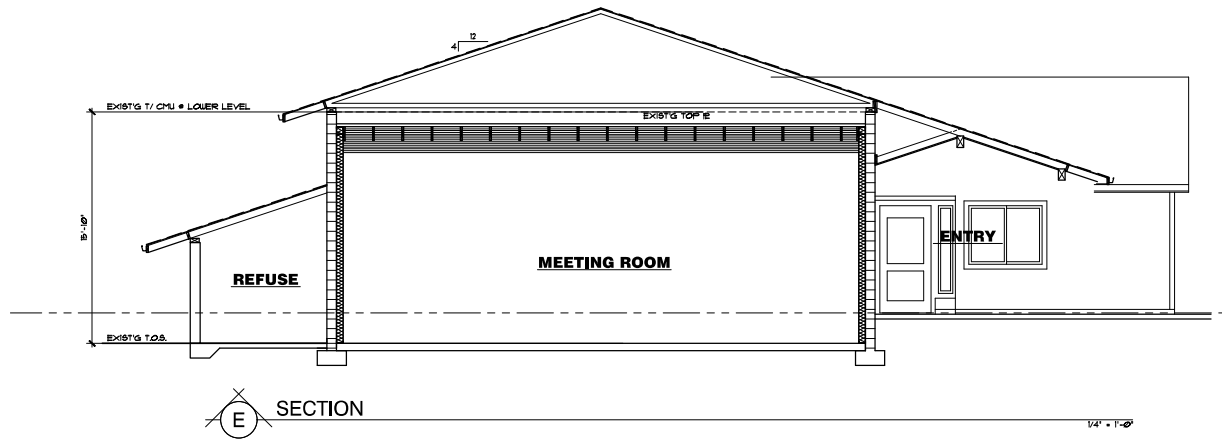 12
4
EXIST'G T/ CMU @ LOWER LEVEL
EXIST'G TOP PL
15'-10"
REFUSE
MEETING ROOM
ENTRY
EXIST'G T.O.S.
E SECTION
1/4" = 1'-0"